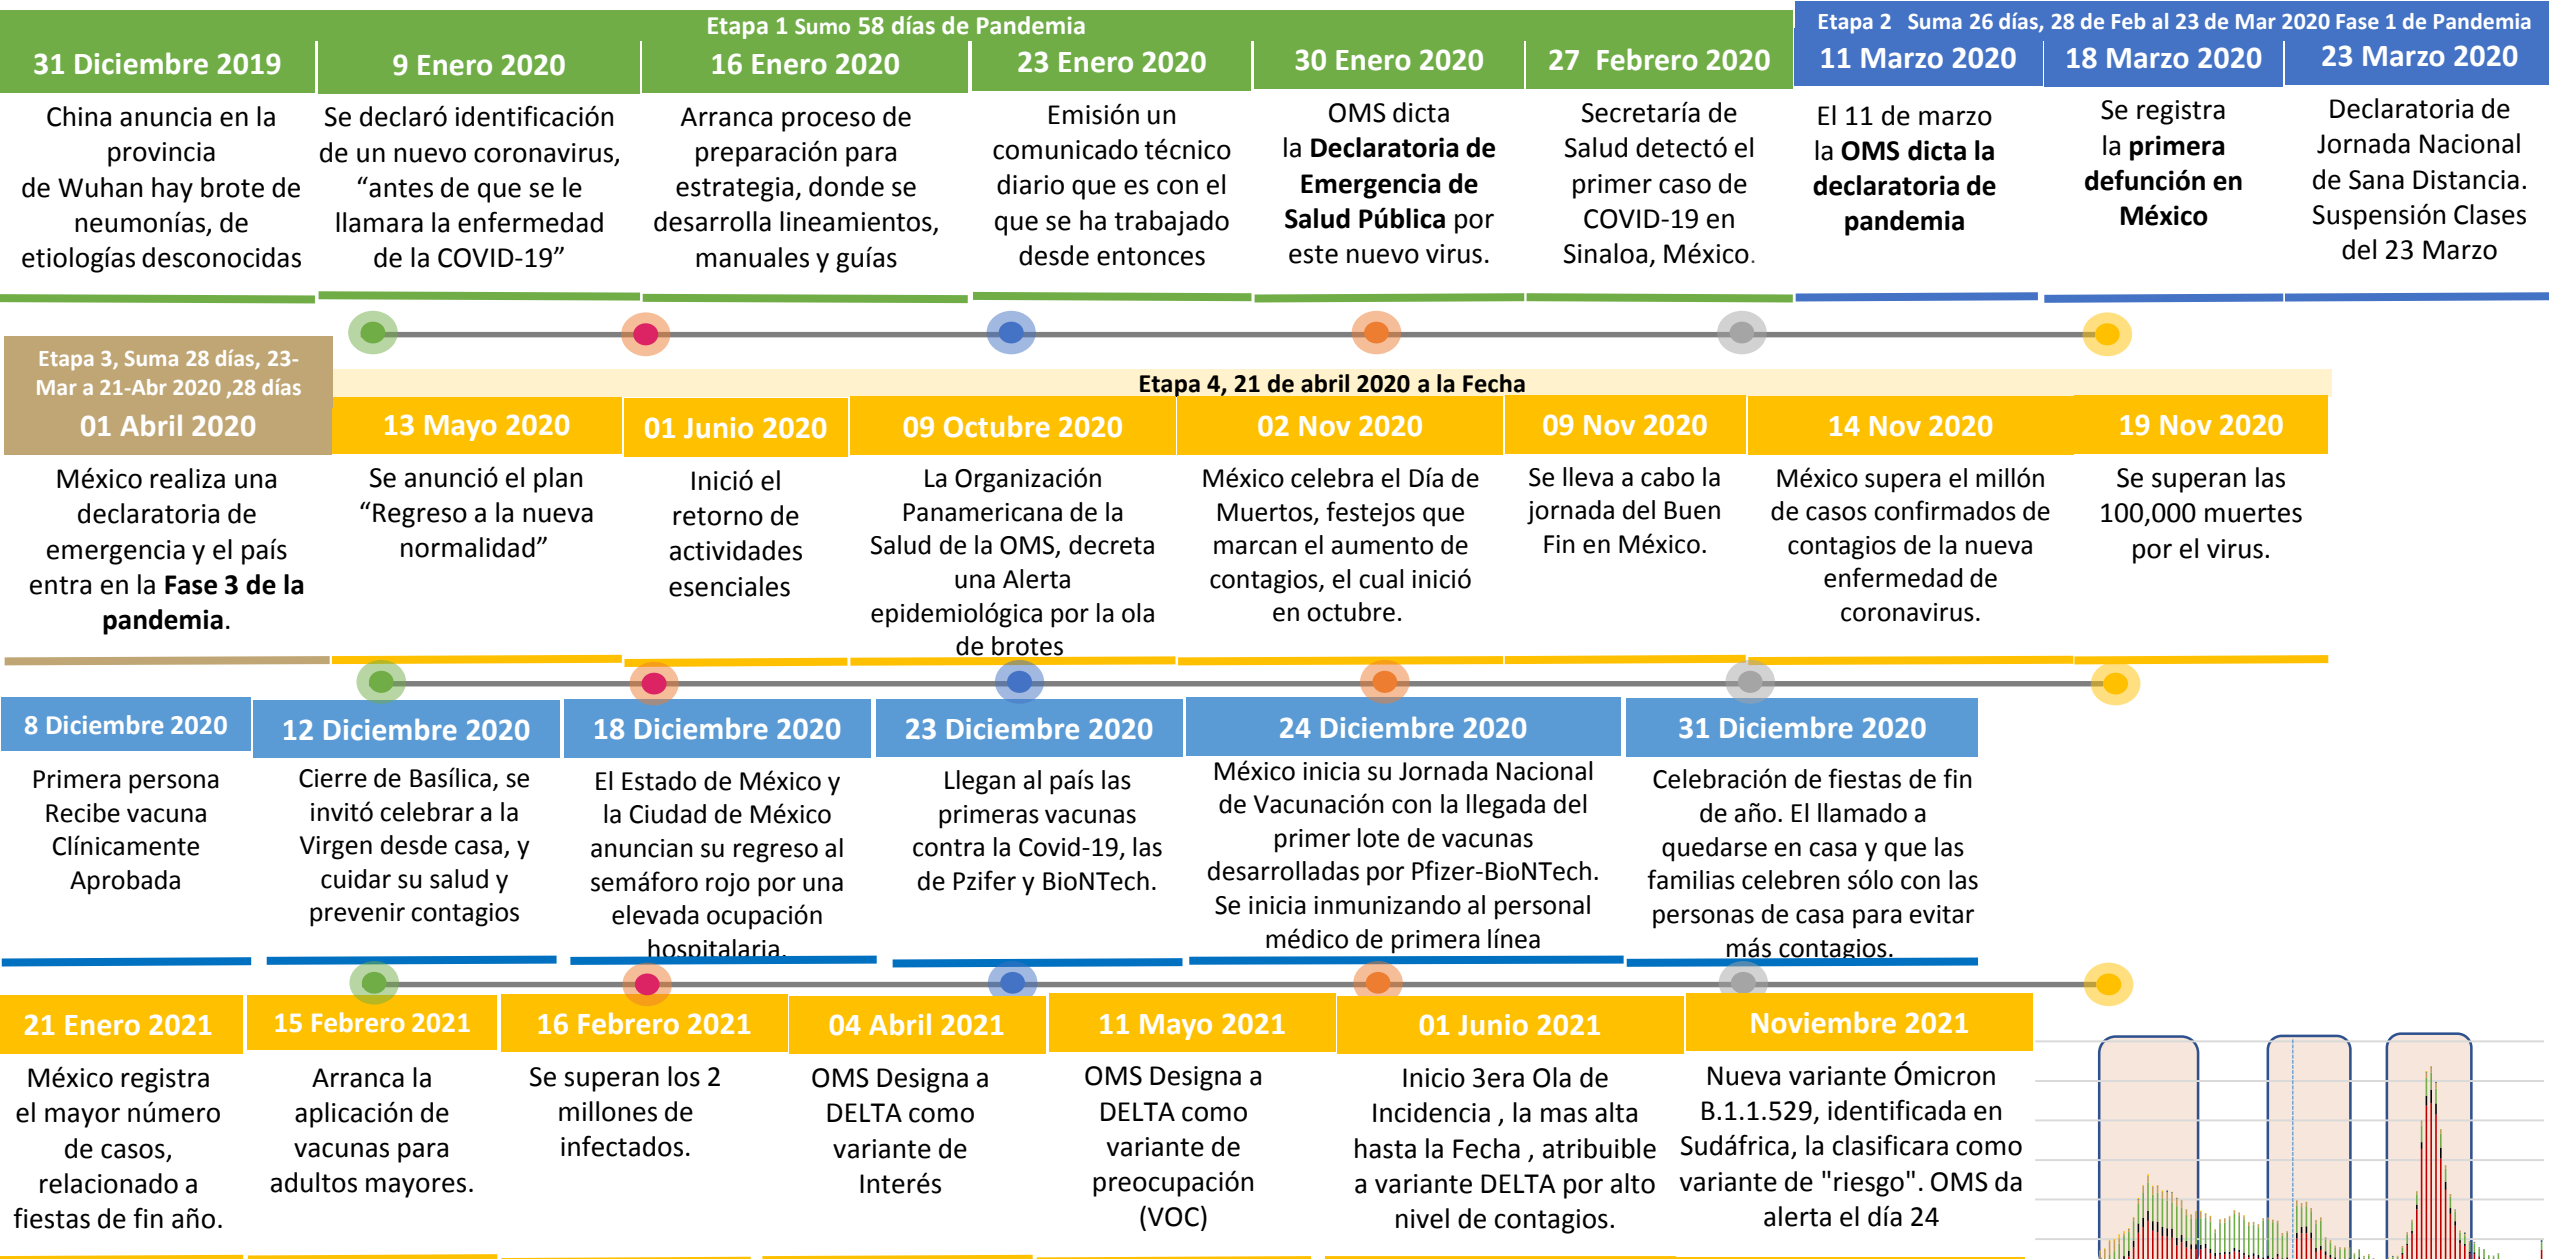 Etapa 1 Sumo 58 días de Pandemia
Etapa 2 Suma 26 días, 28 de Feb al 23 de Mar 2020 Fase 1 de Pandemia
31 Diciembre 2019
China anuncia en la
provincia
de Wuhan hay brote de
neumonías, de
etiologías desconocidas
9 Enero 2020
Se declaró identificación
de un nuevo coronavirus,
“antes de que se le
llamara la enfermedad
de la COVID-19”
16 Enero 2020
Arranca proceso de
preparación para
estrategia, donde se
desarrolla lineamientos,
manuales y guías
23 Enero 2020
Emisión un
comunicado técnico
diario que es con el
que se ha trabajado
desde entonces
30 Enero 2020
OMS dicta
la Declaratoria de
Emergencia de
Salud Pública por
este nuevo virus.
27 Febrero 2020
Secretaría de
Salud detectó el
primer caso de
COVID-19 en
Sinaloa, México.
11 Marzo 2020
El 11 de marzo
la OMS dicta la
declaratoria de
pandemia
18 Marzo 2020
Se registra
la primera
defunción en
México
23 Marzo 2020
Declaratoria de
Jornada Nacional
de Sana Distancia.
Suspensión Clases
del 23 Marzo
Etapa 3, Suma 28 días, 23-
Mar a 21-Abr 2020 ,28 días
Etapa 4, 21 de abril 2020 a la Fecha
01 Abril 2020
México realiza una
declaratoria de
emergencia y el país
entra en la Fase 3 de la
pandemia.
13 Mayo 2020
Se anunció el plan
“Regreso a la nueva
normalidad”
01 Junio 2020
Inició el
retorno de
actividades
esenciales
09 Octubre 2020
La Organización
Panamericana de la
Salud de la OMS, decreta
una Alerta
epidemiológica por la ola
de brotes
02 Nov 2020
México celebra el Día de
Muertos, festejos que
marcan el aumento de
contagios, el cual inició
en octubre.
09 Nov 2020
Se lleva a cabo la
jornada del Buen
Fin en México.
14 Nov 2020
México supera el millón
de casos confirmados de
contagios de la nueva
enfermedad de
coronavirus.
19 Nov 2020
Se superan las
100,000 muertes
por el virus.
8 Diciembre 2020
Primera persona
Recibe vacuna
Clínicamente
Aprobada
12 Diciembre 2020
Cierre de Basílica, se
invitó celebrar a la
Virgen desde casa, y
cuidar su salud y
prevenir contagios
18 Diciembre 2020
El Estado de México y
la Ciudad de México
anuncian su regreso al
semáforo rojo por una
elevada ocupación
hospitalaria.
23 Diciembre 2020
Llegan al país las
primeras vacunas
contra la Covid-19, las
de Pzifer y BioNTech.
24 Diciembre 2020
México inicia su Jornada Nacional
de Vacunación con la llegada del
primer lote de vacunas
desarrolladas por Pfizer-BioNTech.
Se inicia inmunizando al personal
médico de primera línea
31 Diciembre 2020
Celebración de fiestas de fin
de año. El llamado a
quedarse en casa y que las
familias celebren sólo con las
personas de casa para evitar
más contagios.
21 Enero 2021
México registra
el mayor número
de casos,
relacionado a
fiestas de fin año.
15 Febrero 2021
Arranca la
aplicación de
vacunas para
adultos mayores.
16 Febrero 2021
Se superan los 2
millones de
infectados.
04 Abril 2021
OMS Designa a
DELTA como
variante de
Interés
11 Mayo 2021
OMS Designa a
DELTA como
variante de
preocupación
(VOC)
01 Junio 2021
Inicio 3era Ola de
Incidencia , la mas alta
hasta la Fecha , atribuible
a variante DELTA por alto
nivel de contagios.
Noviembre 2021
Nueva variante Ómicron
B.1.1.529, identificada en
Sudáfrica, la clasificara como
variante de "riesgo". OMS da
alerta el día 24